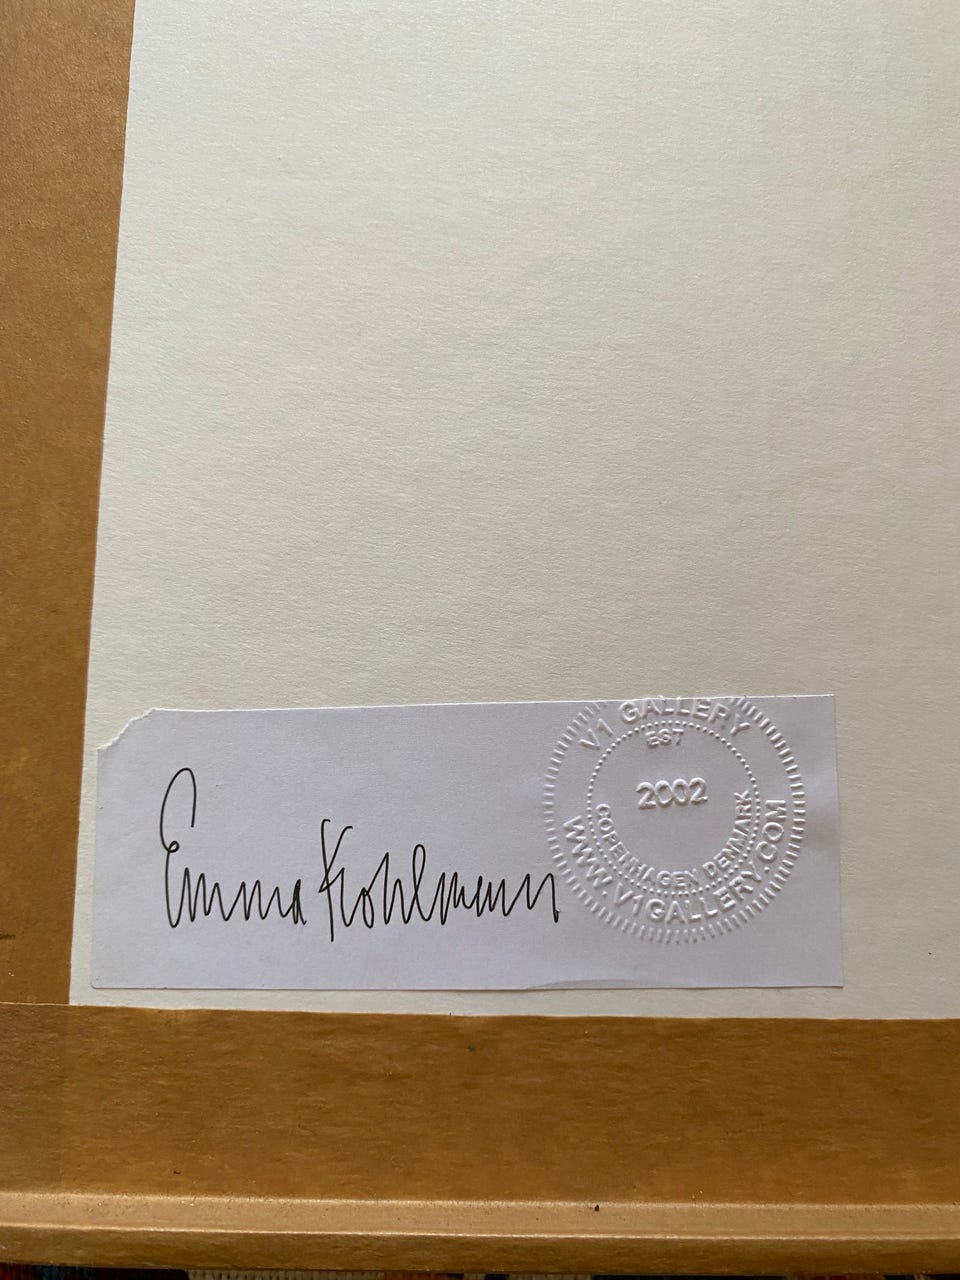 V1 GALLERY
EST
2002
COPENHAGEN DENMARK
WWW.V1GALLERY.COM
Emma Kohlmann